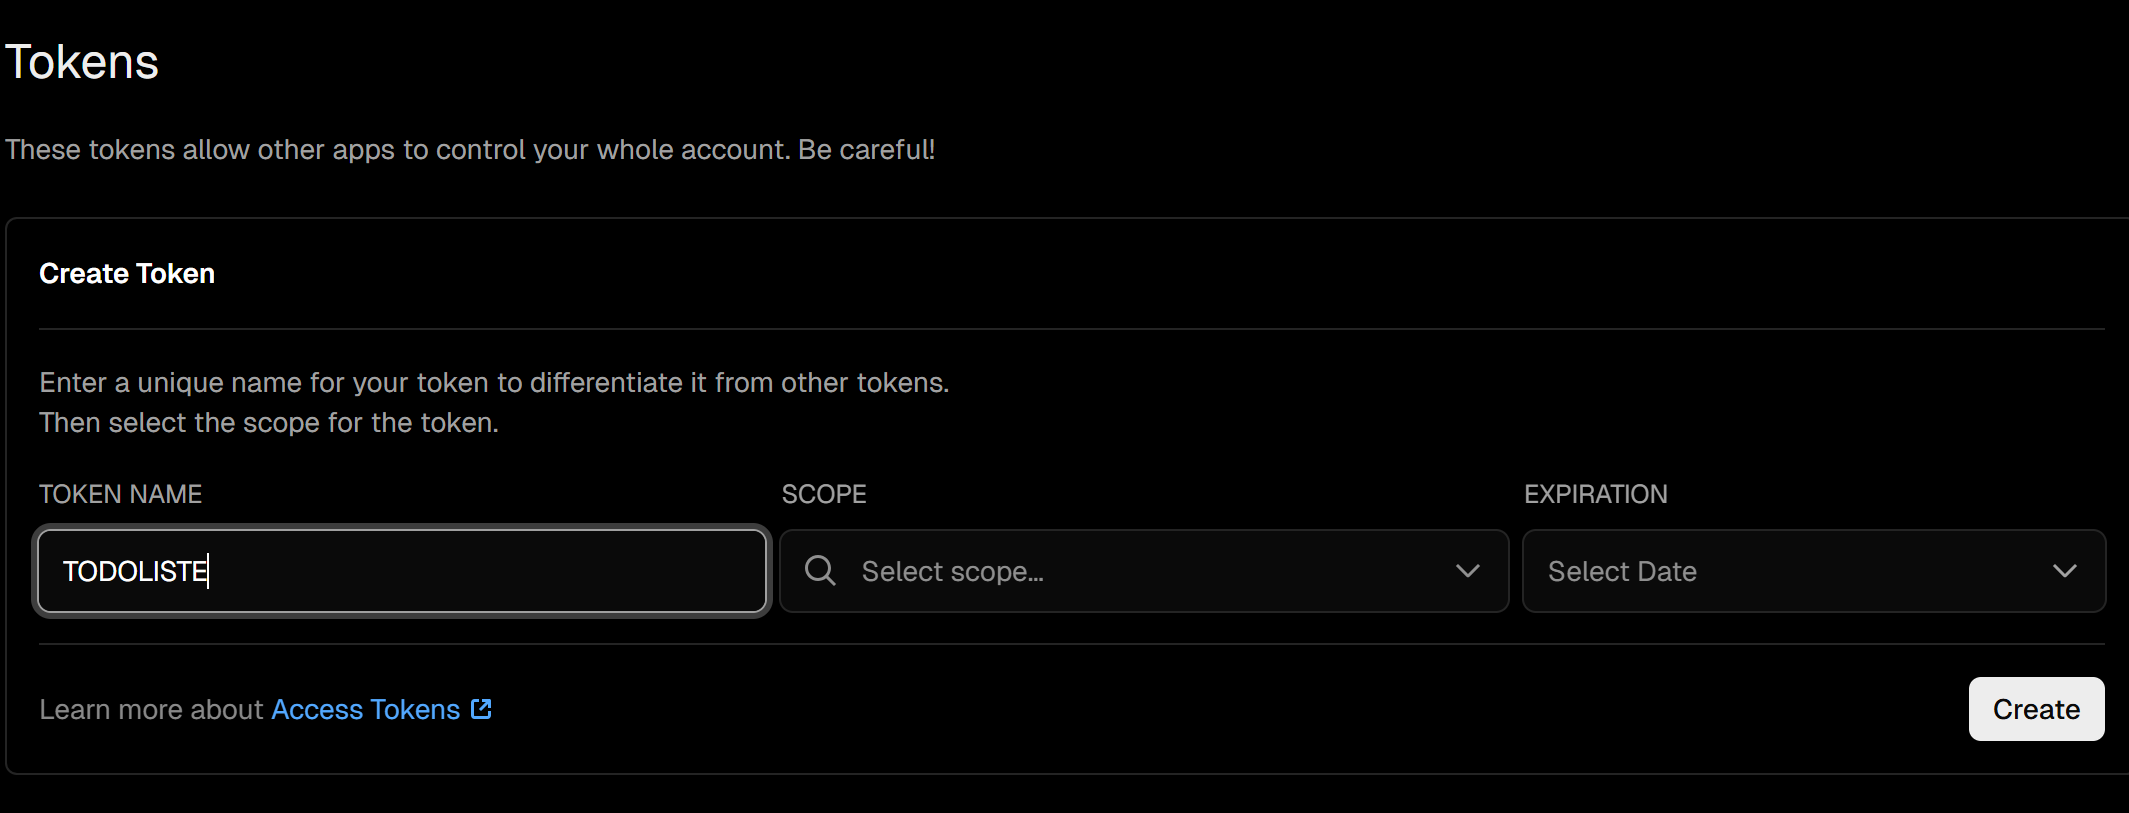 Tokens
These tokens allow other apps to control your whole account. Be careful!
Create Token
Enter a unique name for your token to differentiate it from other tokens.
Then select the scope for the token.
TOKEN NAME
SCOPE
EXPIRATION
TODOLISTE
Select scope...
Select Date
Learn more about Access Tokens
Create